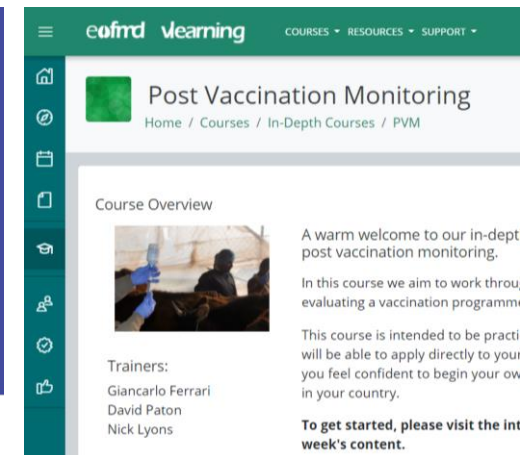 eofmd vlearning
COURSES RESOURCES SUPPORT
Post Vaccination Monitoring
Home / Courses / In-Depth Courses / PVM
Course Overview
A warm welcome to our in-dept
post vaccination monitoring.
In this course we aim to work throug
evaluating a vaccination programme
This course is intended to be practi
will be able to apply directly to your
you feel confident to begin your ow
in your country.
To get started, please visit the int
week's content.
Trainers:
Giancarlo Ferrari
David Paton
Nick Lyons